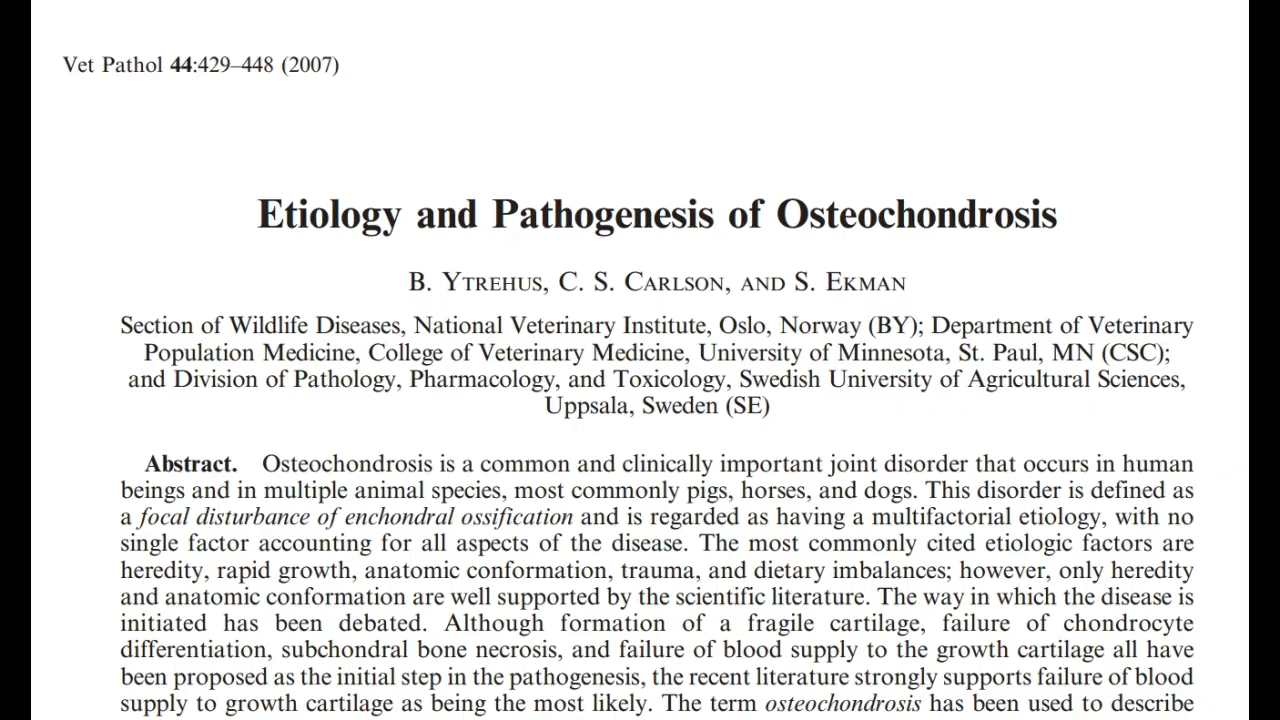 Vet Pathol 44:429–448 (2007)
Etiology and Pathogenesis of Osteochondrosis
B. Ytrehus, C. S. Carlson, and S. Ekman
Section of Wildlife Diseases, National Veterinary Institute, Oslo, Norway (BY); Department of Veterinary
Population Medicine, College of Veterinary Medicine, University of Minnesota, St. Paul, MN (CSC);
and Division of Pathology, Pharmacology, and Toxicology, Swedish University of Agricultural Sciences,
Uppsala, Sweden (SE)
Abstract. Osteochondrosis is a common and clinically important joint disorder that occurs in human
beings and in multiple animal species, most commonly pigs, horses, and dogs. This disorder is defined as
a focal disturbance of enchondral ossification and is regarded as having a multifactorial etiology, with no
single factor accounting for all aspects of the disease. The most commonly cited etiologic factors are
heredity, rapid growth, anatomic conformation, trauma, and dietary imbalances; however, only heredity
and anatomic conformation are well supported by the scientific literature. The way in which the disease is
initiated has been debated. Although formation of a fragile cartilage, failure of chondrocyte
differentiation, subchondral bone necrosis, and failure of blood supply to the growth cartilage all have
been proposed as the initial step in the pathogenesis, the recent literature strongly supports failure of blood
supply to growth cartilage as being the most likely. The term osteochondrosis has been used to describe